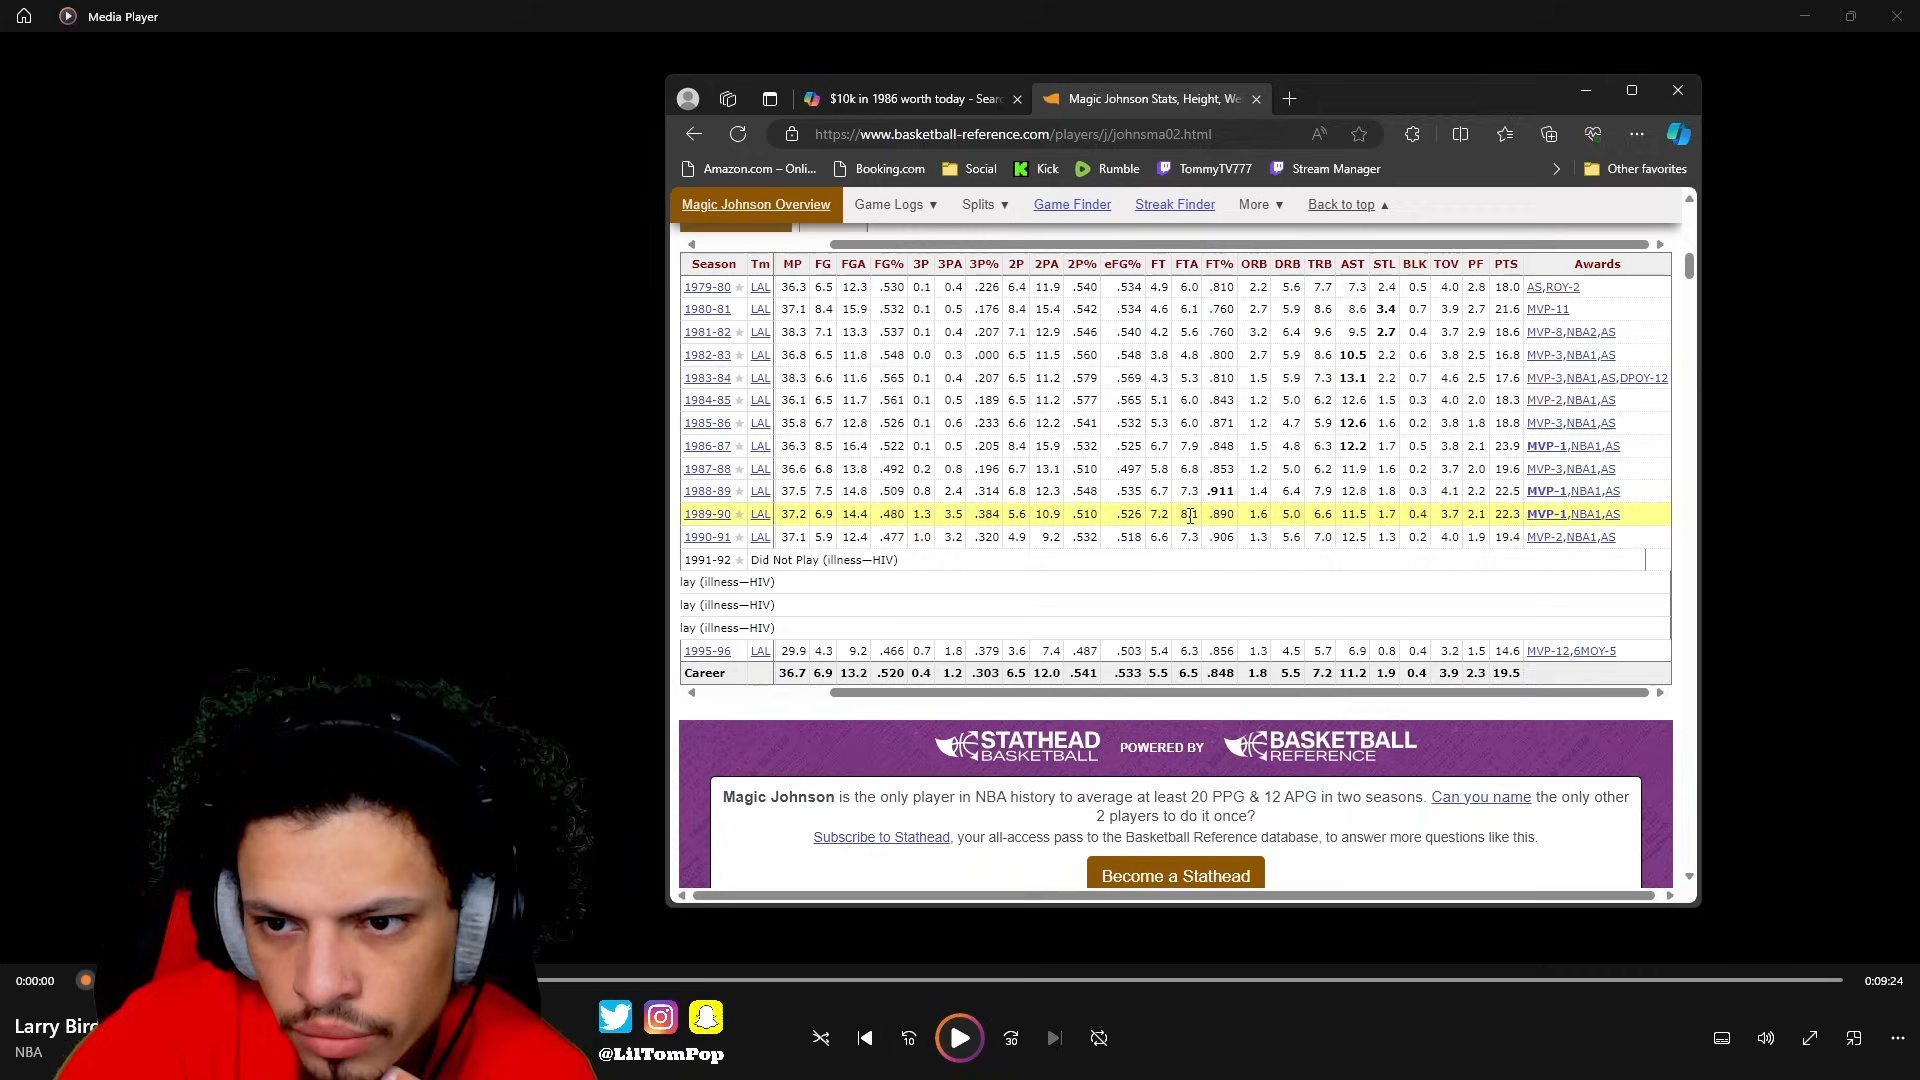 Media Player
$10k in 1986 worth today - Sear
Magic Johnson Stats, Height, We
https://www.basketball-reference.com/players/j/johnsma02.html
Amazon.com – Onli... Booking.com Social Kick Rumble TommyTV777 Stream Manager Other favorites
Magic Johnson Overview Game Logs ▼ Splits ▼ Game Finder Streak Finder More ▼ Back to top ▲
Season Tm MP FG FGA FG% 3P 3PA 3P% 2P 2PA 2P% eFG% FT FTA FT% ORB DRB TRB AST STL BLK TOV PF PTS Awards
1979-80 ★ LAL 36.3 6.5 12.3 .530 0.1 0.4 .226 6.4 11.9 .540 .534 4.9 6.0 .810 2.2 5.6 7.7 7.3 2.4 0.5 4.0 2.8 18.0 AS,ROY-2
1980-81 LAL 37.1 8.4 15.9 .532 0.1 0.5 .176 8.4 15.4 .542 .534 4.6 6.1 .760 2.7 5.9 8.6 8.6 3.4 0.7 3.9 2.7 21.6 MVP-11
1981-82 ★ LAL 38.3 7.1 13.3 .537 0.1 0.4 .207 7.1 12.9 .546 .540 4.2 5.6 .760 3.2 6.4 9.6 9.5 2.7 0.4 3.7 2.9 18.6 MVP-8,NBA2,AS
1982-83 ★ LAL 36.8 6.5 11.8 .548 0.0 0.3 .000 6.5 11.5 .560 .548 3.8 4.8 .800 2.7 5.9 8.6 10.5 2.2 0.6 3.8 2.5 16.8 MVP-3,NBA1,AS
1983-84 ★ LAL 38.3 6.6 11.6 .565 0.1 0.4 .207 6.5 11.2 .579 .569 4.3 5.3 .810 1.5 5.9 7.3 13.1 2.2 0.7 4.6 2.5 17.6 MVP-3,NBA1,AS,DPOY-12
1984-85 ★ LAL 36.1 6.5 11.7 .561 0.1 0.5 .189 6.5 11.2 .577 .565 5.1 6.0 .843 1.2 5.0 6.2 12.6 1.5 0.3 4.0 2.0 18.3 MVP-2,NBA1,AS
1985-86 ★ LAL 35.8 6.7 12.8 .526 0.1 0.6 .233 6.6 12.2 .541 .532 5.3 6.0 .871 1.2 4.7 5.9 12.6 1.6 0.2 3.8 1.8 18.8 MVP-3,NBA1,AS
1986-87 ★ LAL 36.3 8.5 16.4 .522 0.1 0.5 .205 8.4 15.9 .532 .525 6.7 7.9 .848 1.5 4.8 6.3 12.2 1.7 0.5 3.8 2.1 23.9 MVP-1,NBA1,AS
1987-88 ★ LAL 36.6 6.8 13.8 .492 0.2 0.8 .196 6.7 13.1 .510 .497 5.8 6.8 .853 1.2 5.0 6.2 11.9 1.6 0.2 3.7 2.0 19.6 MVP-3,NBA1,AS
1988-89 ★ LAL 37.5 7.5 14.8 .509 0.8 2.4 .314 6.8 12.3 .548 .535 6.7 7.3 .911 1.4 6.4 7.9 12.8 1.8 0.3 4.1 2.2 22.5 MVP-1,NBA1,AS
1989-90 ★ LAL 37.2 6.9 14.4 .480 1.3 3.5 .384 5.6 10.9 .510 .526 7.2 8.1 .890 1.6 5.0 6.6 11.5 1.7 0.4 3.7 2.1 22.3 MVP-1,NBA1,AS
1990-91 ★ LAL 37.1 5.9 12.4 .477 1.0 3.2 .320 4.9 9.2 .532 .518 6.6 7.3 .906 1.3 5.6 7.0 12.5 1.3 0.2 4.0 1.9 19.4 MVP-2,NBA1,AS
1991-92 ★ Did Not Play (illness—HIV)
lay (illness—HIV)
lay (illness—HIV)
lay (illness—HIV)
1995-96 LAL 29.9 4.3 9.2 .466 0.7 1.8 .379 3.6 7.4 .487 .503 5.4 6.3 .856 1.3 4.5 5.7 6.9 0.8 0.4 3.2 1.5 14.6 MVP-12,6MOY-5
Career 36.7 6.9 13.2 .520 0.4 1.2 .303 6.5 12.0 .541 .533 5.5 6.5 .848 1.8 5.5 7.2 11.2 1.9 0.4 3.9 2.3 19.5
STATHEAD BASKETBALL POWERED BY BASKETBALL REFERENCE
Magic Johnson is the only player in NBA history to average at least 20 PPG & 12 APG in two seasons. Can you name the only other
2 players to do it once?
Subscribe to Stathead, your all-access pass to the Basketball Reference database, to answer more questions like this.
Become a Stathead
0:00:00 0:09:24
Larry Bird
NBA
@LilTomPop
10 30